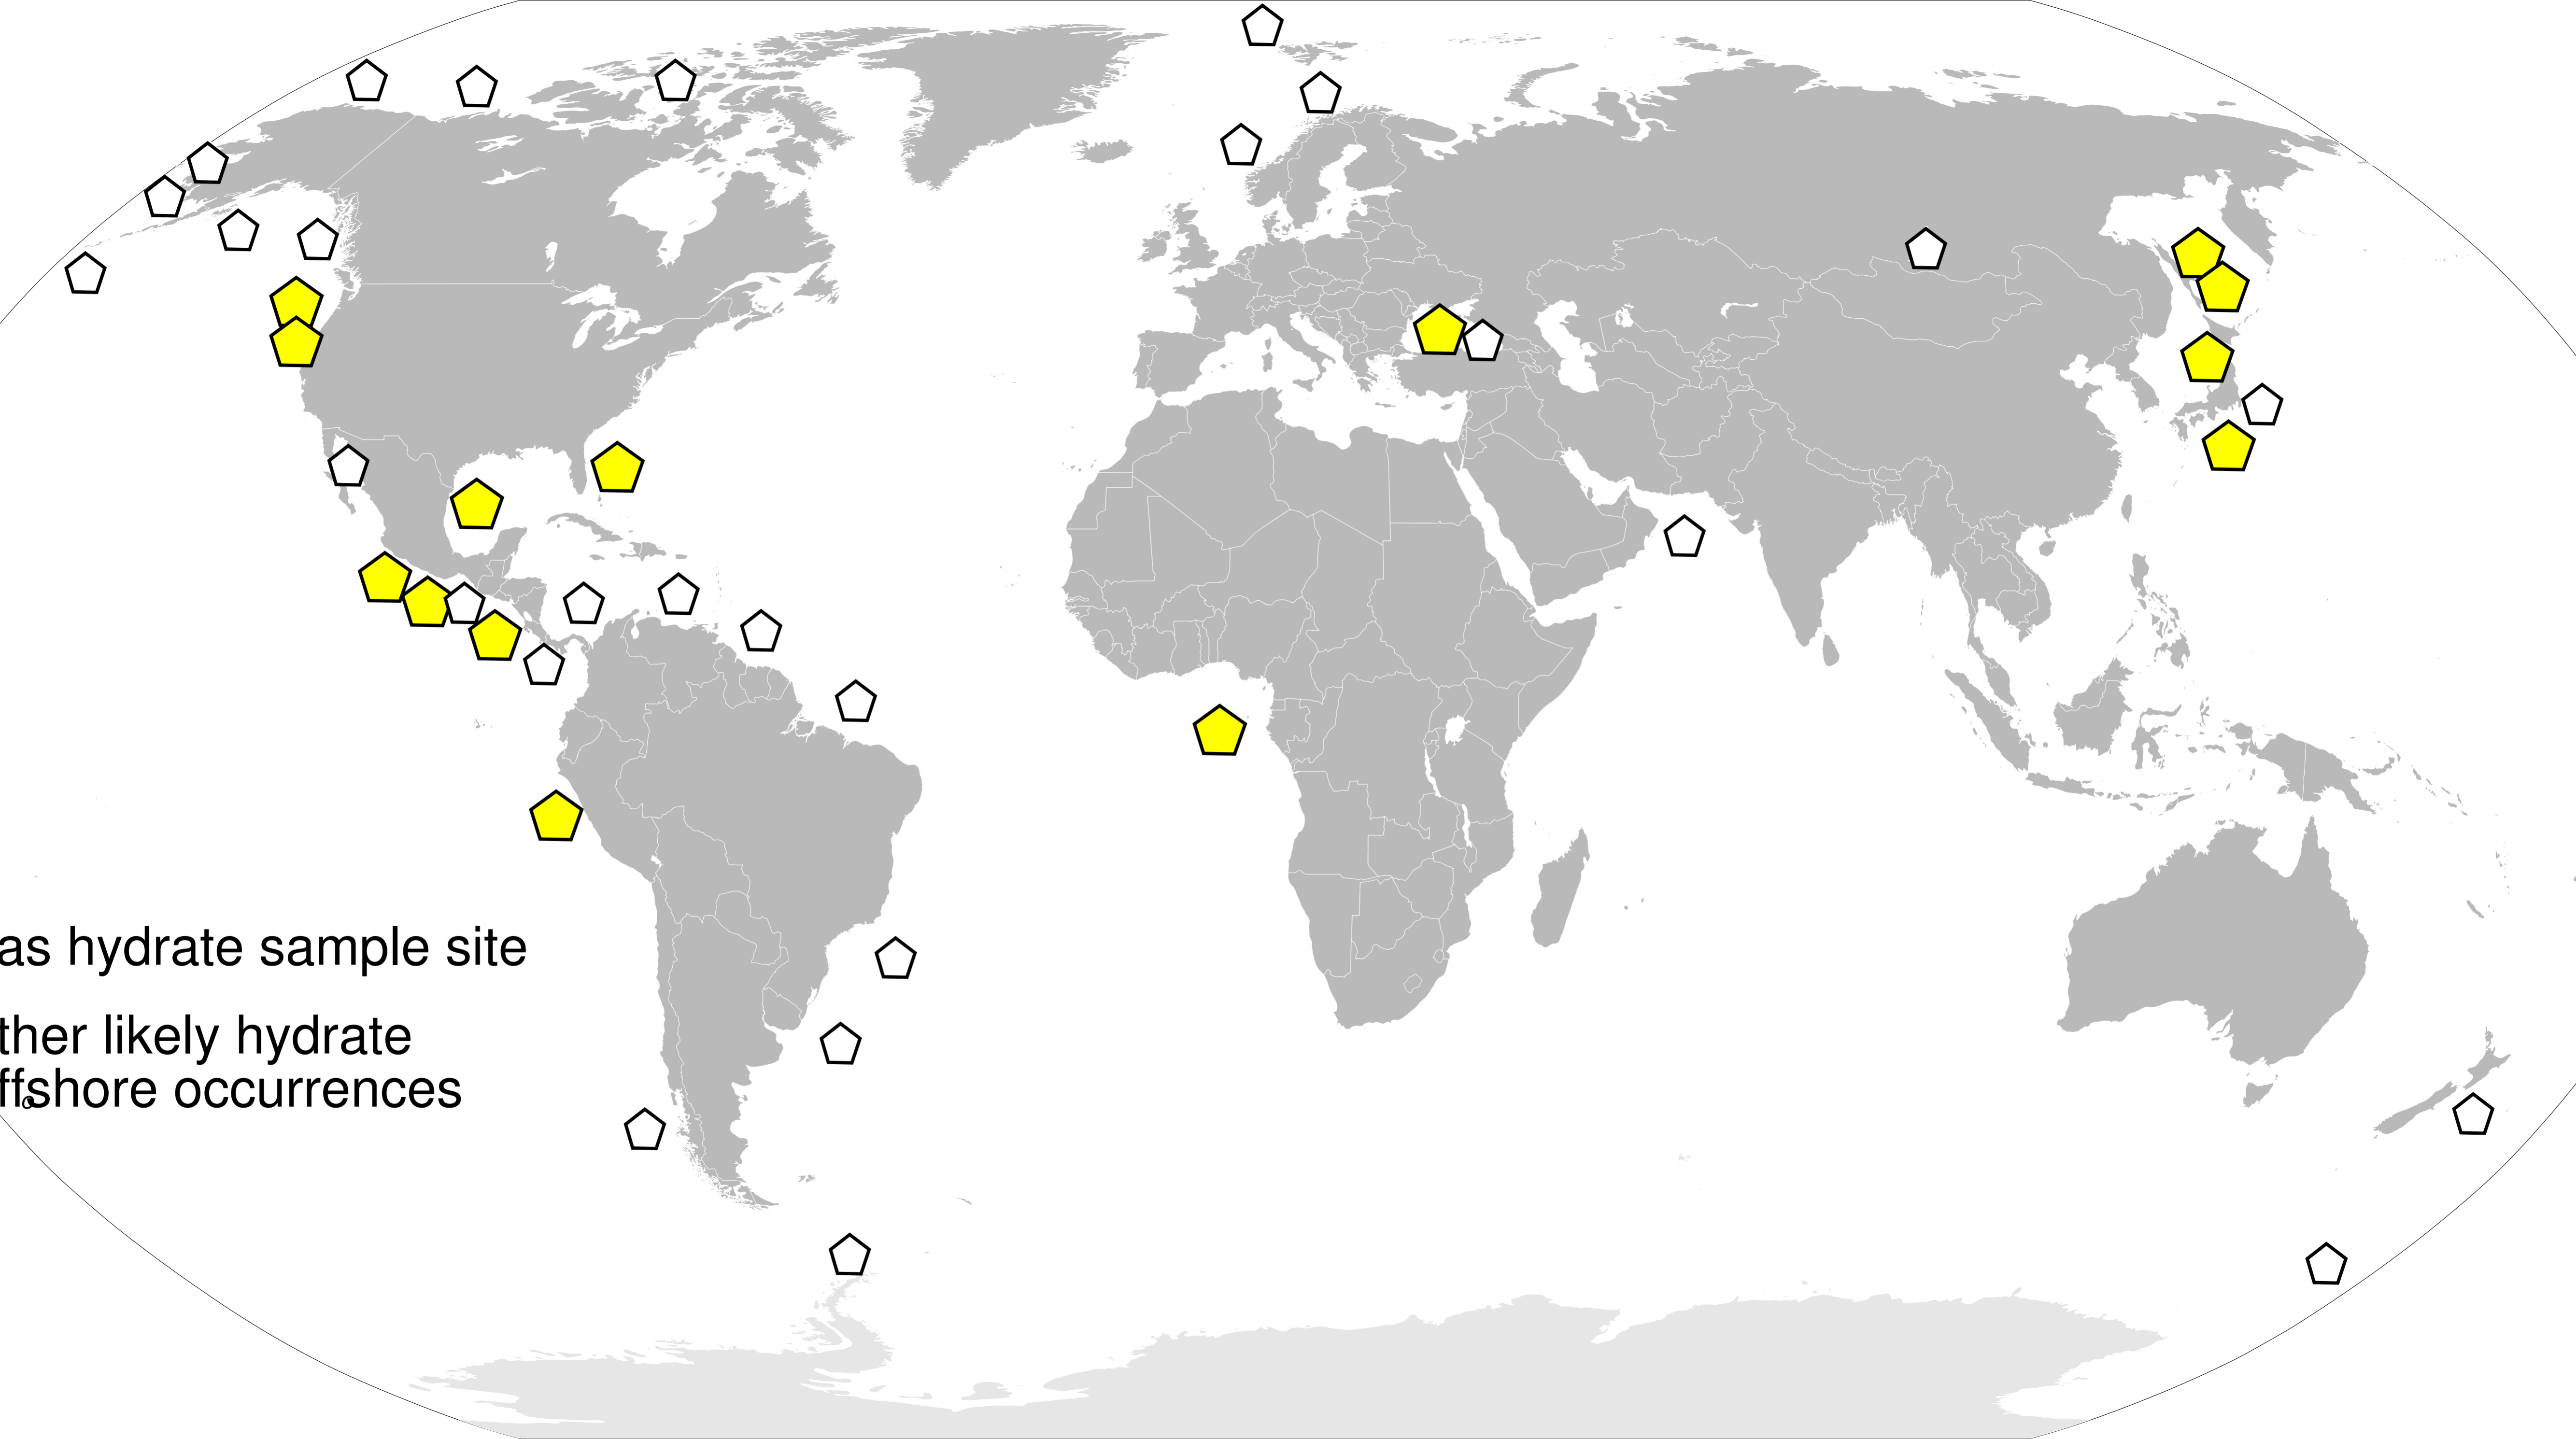 as hydrate sample site
ther likely hydrate
ffshore occurrences